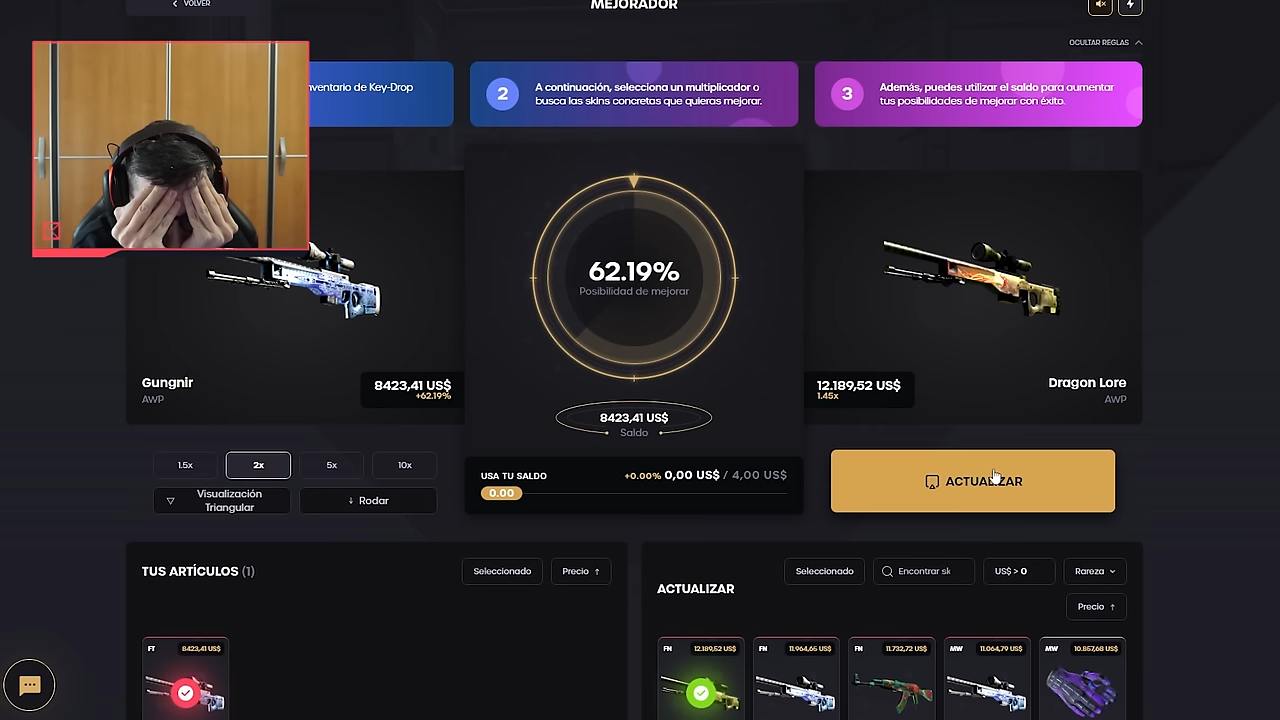 VOLVER
MEJORADOR
OCULTAR REGLAS
nventario de Key-Drop
2
A continuación, selecciona un multiplicador o
busca las skins concretas que quieras mejorar.
3
Además, puedes utilizar el saldo para aumentar
tus posibilidades de mejorar con éxito.
62.19%
Posibilidad de mejorar
Gungnir
AWP
8423,41 US$
+62.19%
8423,41 US$
Saldo
12.189,52 US$
1.45x
Dragon Lore
AWP
1.5x
2x
5x
10x
Visualización
Triangular
Rodar
USA TU SALDO
+0.00% 0,00 US$ / 4,00 US$
0.00
ACTUALIZAR
TUS ARTÍCULOS (1)
Seleccionado
Precio
ACTUALIZAR
Seleccionado
Encontrar sk
US$ > 0
Rareza
Precio
FT
8423,41 US$
FN
12.189,52 US$
FN
11.964,65 US$
FN
11.732,72 US$
MW
11.064,79 US$
MW
10.857,68 US$